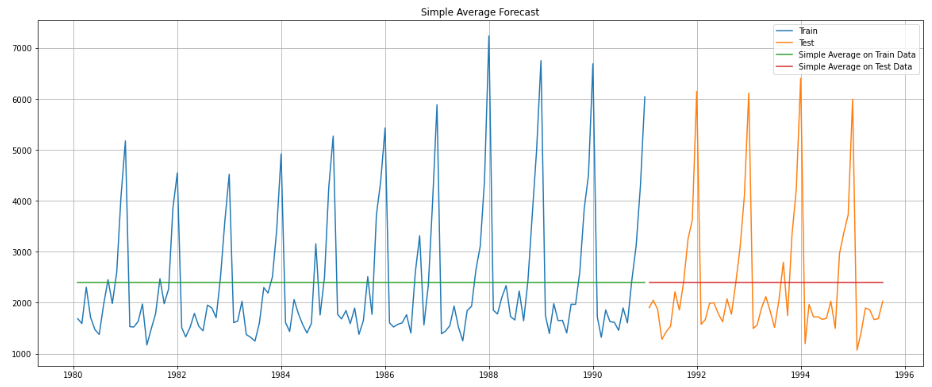 Simple Average Forecast
Train
Test
Simple Average on Train Data
Simple Average on Test Data
7000
6000
5000
4000
3000
2000
1000
1980 1982 1984 1986 1988 1990 1992 1994 1996